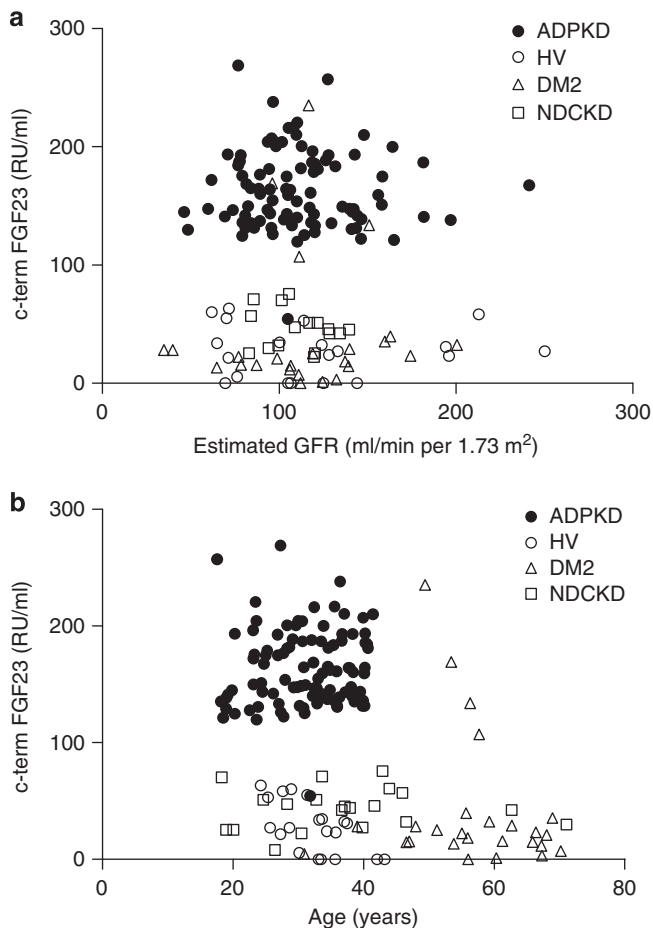 a
300
200
100
0
c-term FGF23 (RU/ml)
ADPKD
HV
DM2
NDCKD
0 100 200 300
Estimated GFR (ml/min per 1.73 m²)
b
300
200
100
0
c-term FGF23 (RU/ml)
ADPKD
HV
DM2
NDCKD
0 20 40 60 80
Age (years)